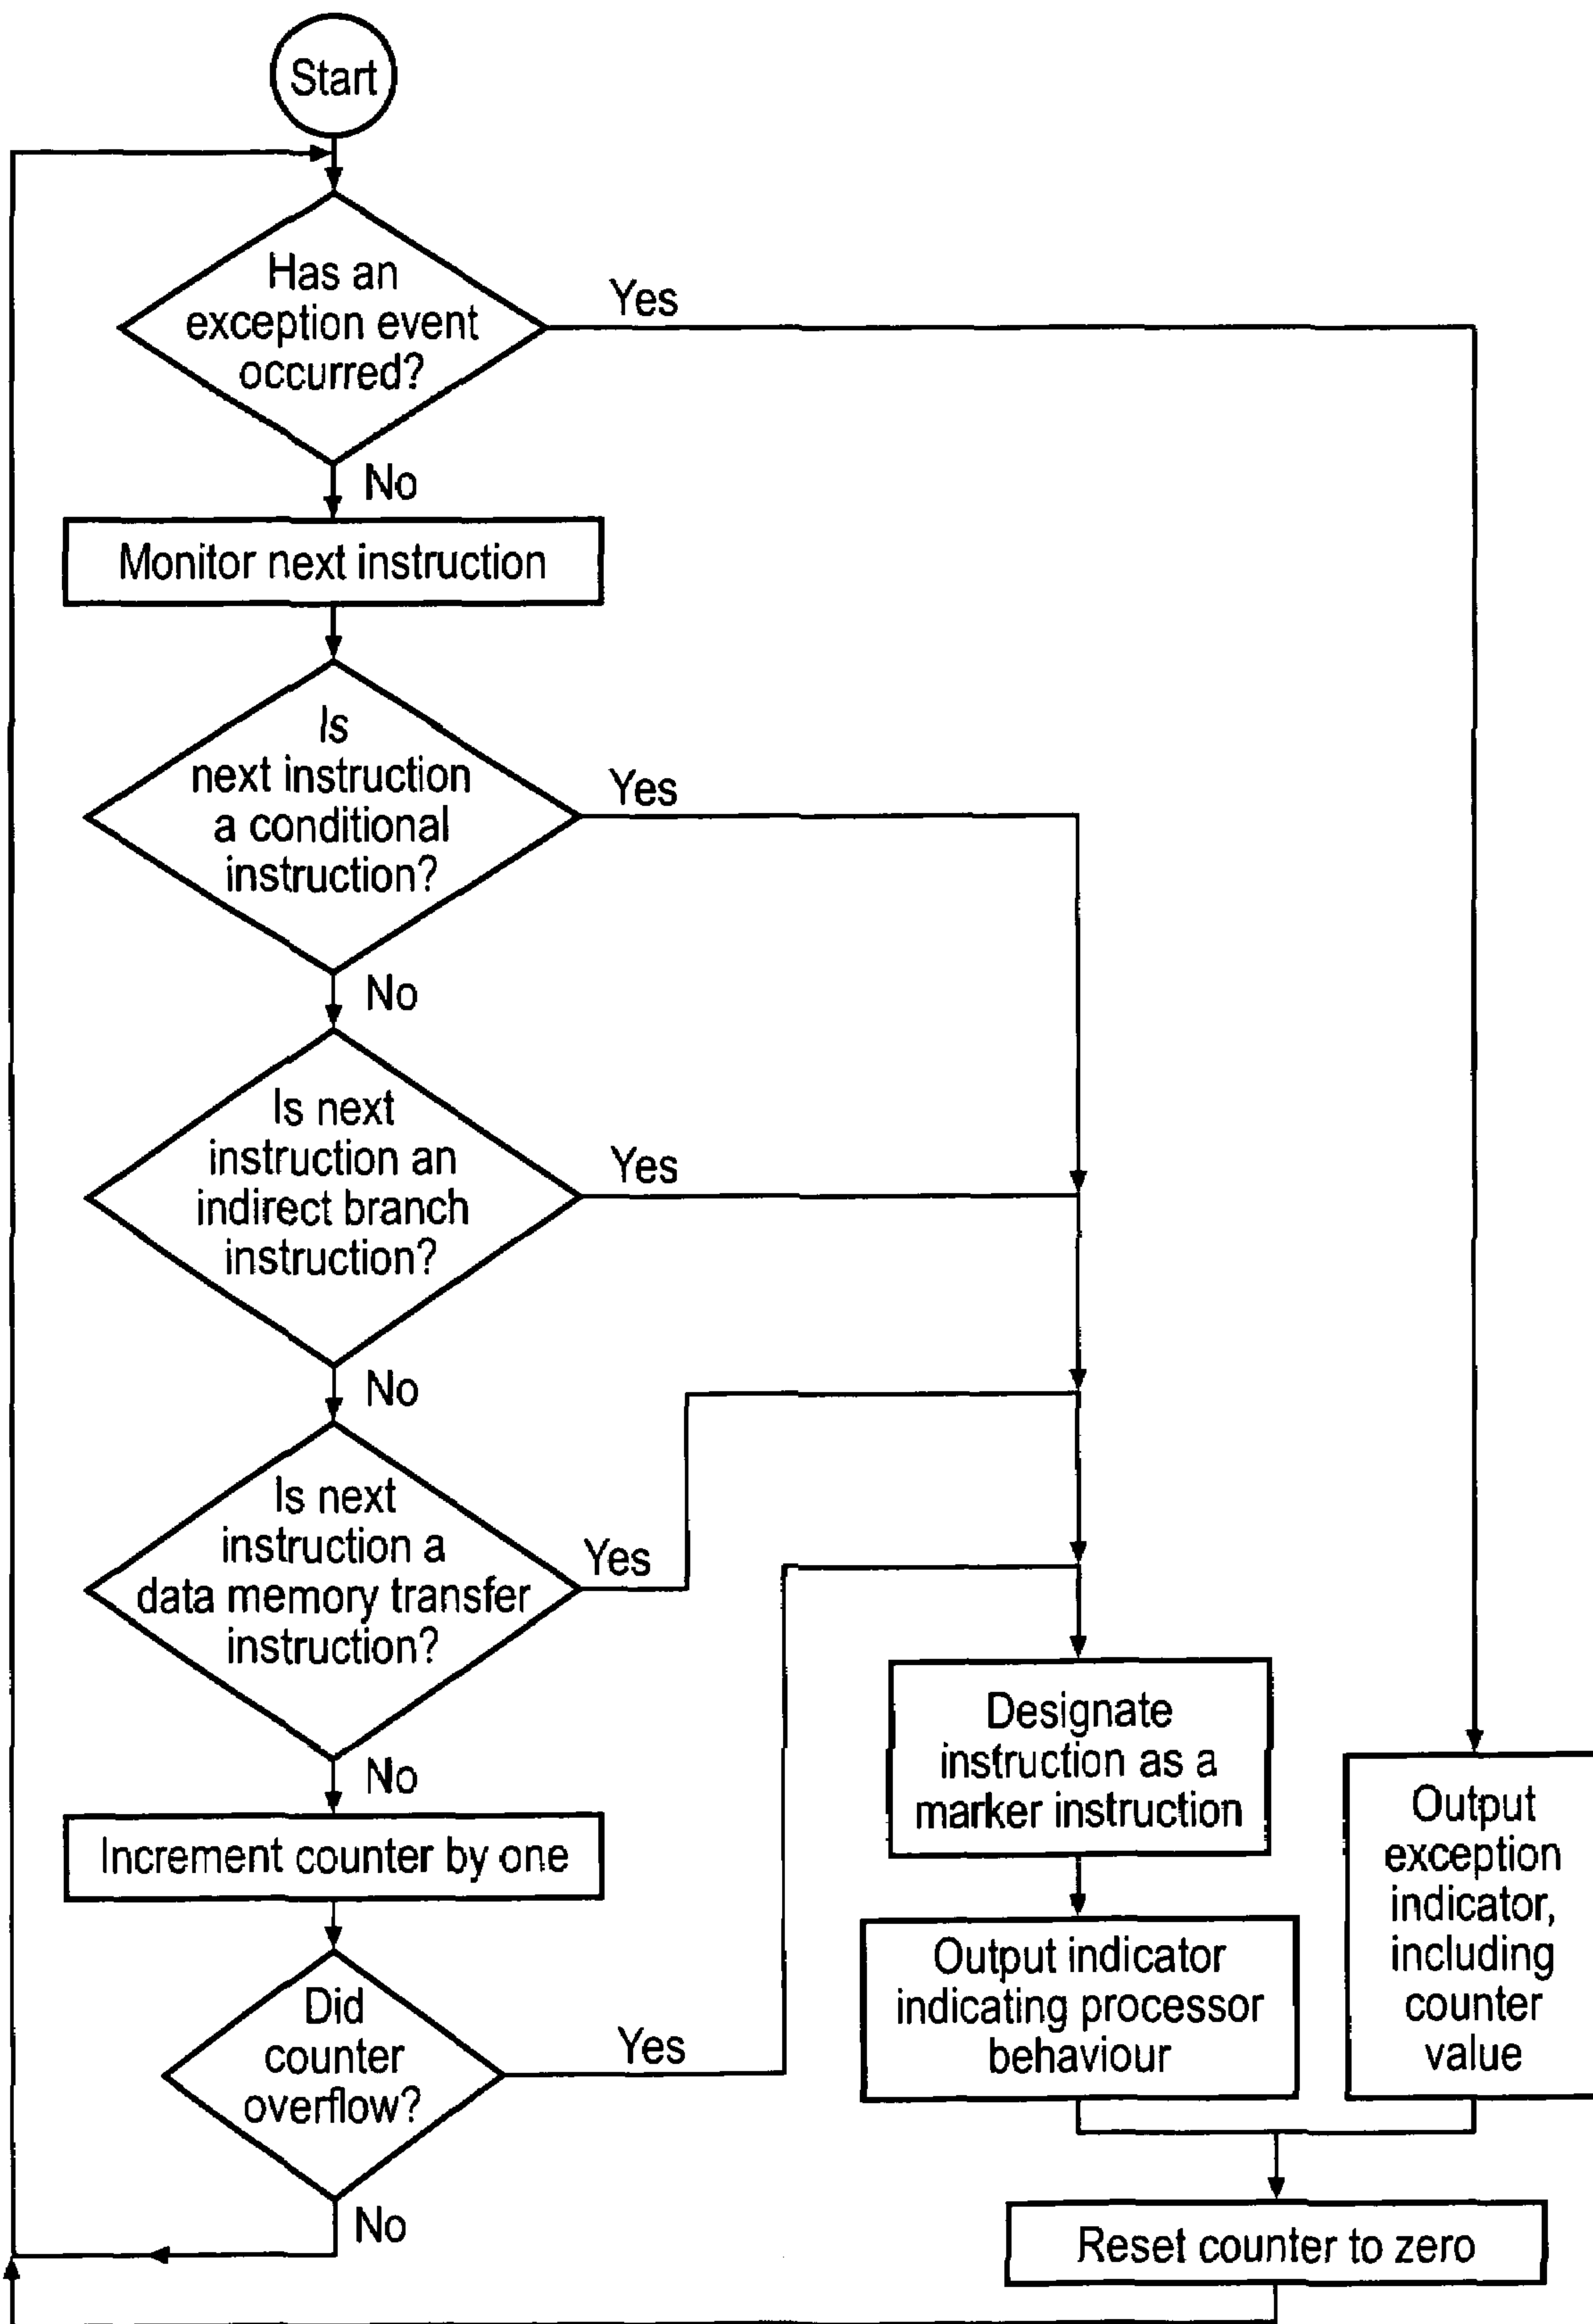 Start
Has an
exception event
occurred?
Yes
No
Monitor next instruction
Is
next instruction
a conditional
instruction?
Yes
No
Is next
instruction an
indirect branch
instruction?
Yes
No
Is next
instruction a
data memory transfer
instruction?
Yes
No
Increment counter by one
Did
counter
overflow?
Yes
No
Designate
instruction as a
marker instruction
Output indicator
indicating processor
behaviour
Output
exception
indicator,
including
counter
value
Reset counter to zero